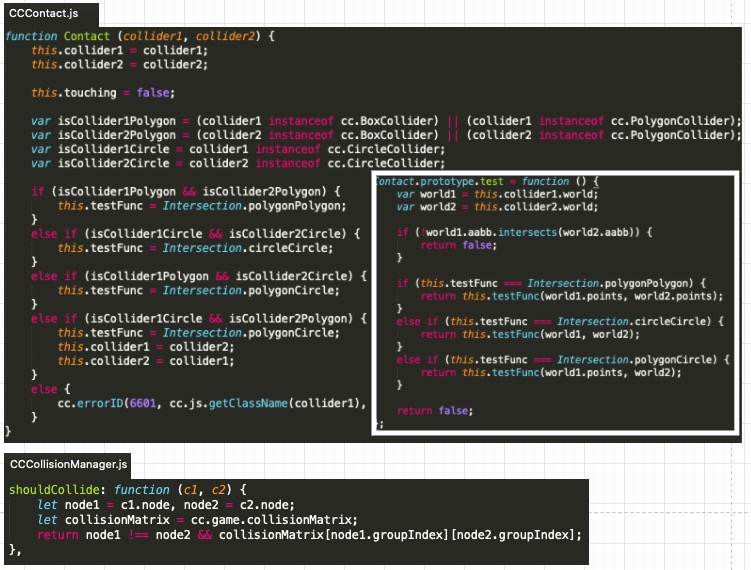 CCContact.js
function Contact (collider1, collider2) {
this.collider1 = collider1;
this.collider2 = collider2;
this.touching = false;
var isCollider1Polygon = (collider1 instanceof cc.BoxCollider) || (collider1 instanceof cc.PolygonCollider);
var isCollider2Polygon = (collider2 instanceof cc.BoxCollider) || (collider2 instanceof cc.PolygonCollider);
var isCollider1Circle = collider1 instanceof cc.CircleCollider;
var isCollider2Circle = collider2 instanceof cc.CircleCollider;
if (isCollider1Polygon && isCollider2Polygon) {
this.testFunc = Intersection.polygonPolygon;
}
else if (isCollider1Circle && isCollider2Circle) {
this.testFunc = Intersection.circleCircle;
}
else if (isCollider1Polygon && isCollider2Circle) {
this.testFunc = Intersection.polygonCircle;
}
else if (isCollider1Circle && isCollider2Polygon) {
this.testFunc = Intersection.polygonCircle;
this.collider1 = collider2;
this.collider2 = collider1;
}
else {
cc.errorID(6601, cc.js.getClassName(collider1),
}
}
Contact.prototype.test = function () {
var world1 = this.collider1.world;
var world2 = this.collider2.world;
if (!world1.aabb.intersects(world2.aabb)) {
return false;
}
if (this.testFunc === Intersection.polygonPolygon) {
return this.testFunc(world1.points, world2.points);
}
else if (this.testFunc === Intersection.circleCircle) {
return this.testFunc(world1, world2);
}
else if (this.testFunc === Intersection.polygonCircle) {
return this.testFunc(world1.points, world2);
}
return false;
};
CCCollisionManager.js
shouldCollide: function (c1, c2) {
let node1 = c1.node, node2 = c2.node;
let collisionMatrix = cc.game.collisionMatrix;
return node1 !== node2 && collisionMatrix[node1.groupIndex][node2.groupIndex];
},